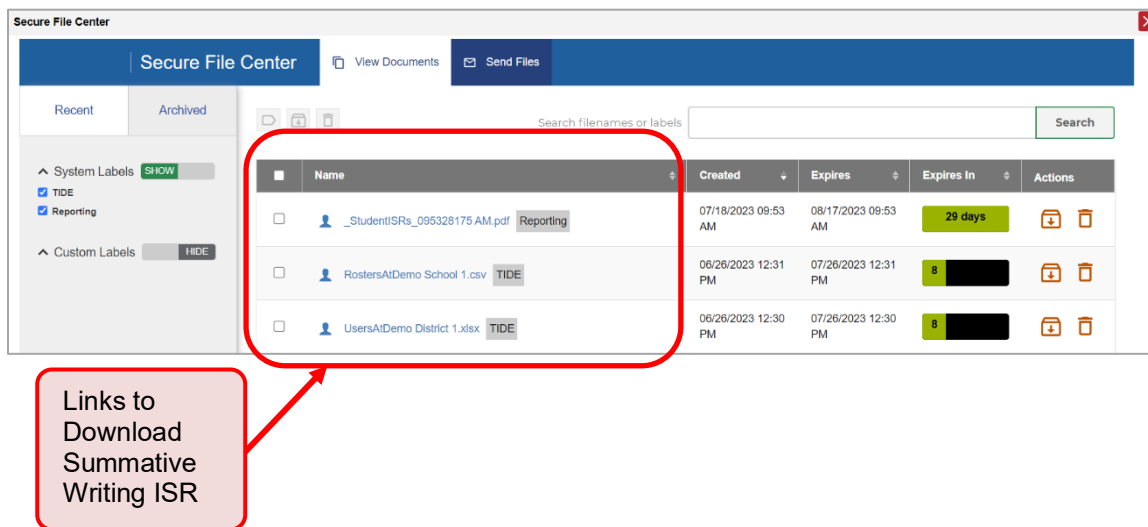 Secure File Center
X
Secure File Center View Documents Send Files
Recent Archived
Search filenames or labels Search
System Labels SHOW
TIDE
Reporting
Custom Labels HIDE
Name Created Expires Expires In Actions
_StudentISRs_095328175 AM.pdf Reporting 07/18/2023 09:53 AM 08/17/2023 09:53 AM 29 days
RostersAtDemo School 1.csv TIDE 06/26/2023 12:31 PM 07/26/2023 12:31 PM 8
UsersAtDemo District 1.xlsx TIDE 06/26/2023 12:30 PM 07/26/2023 12:30 PM 8
Links to
Download
Summative
Writing ISR